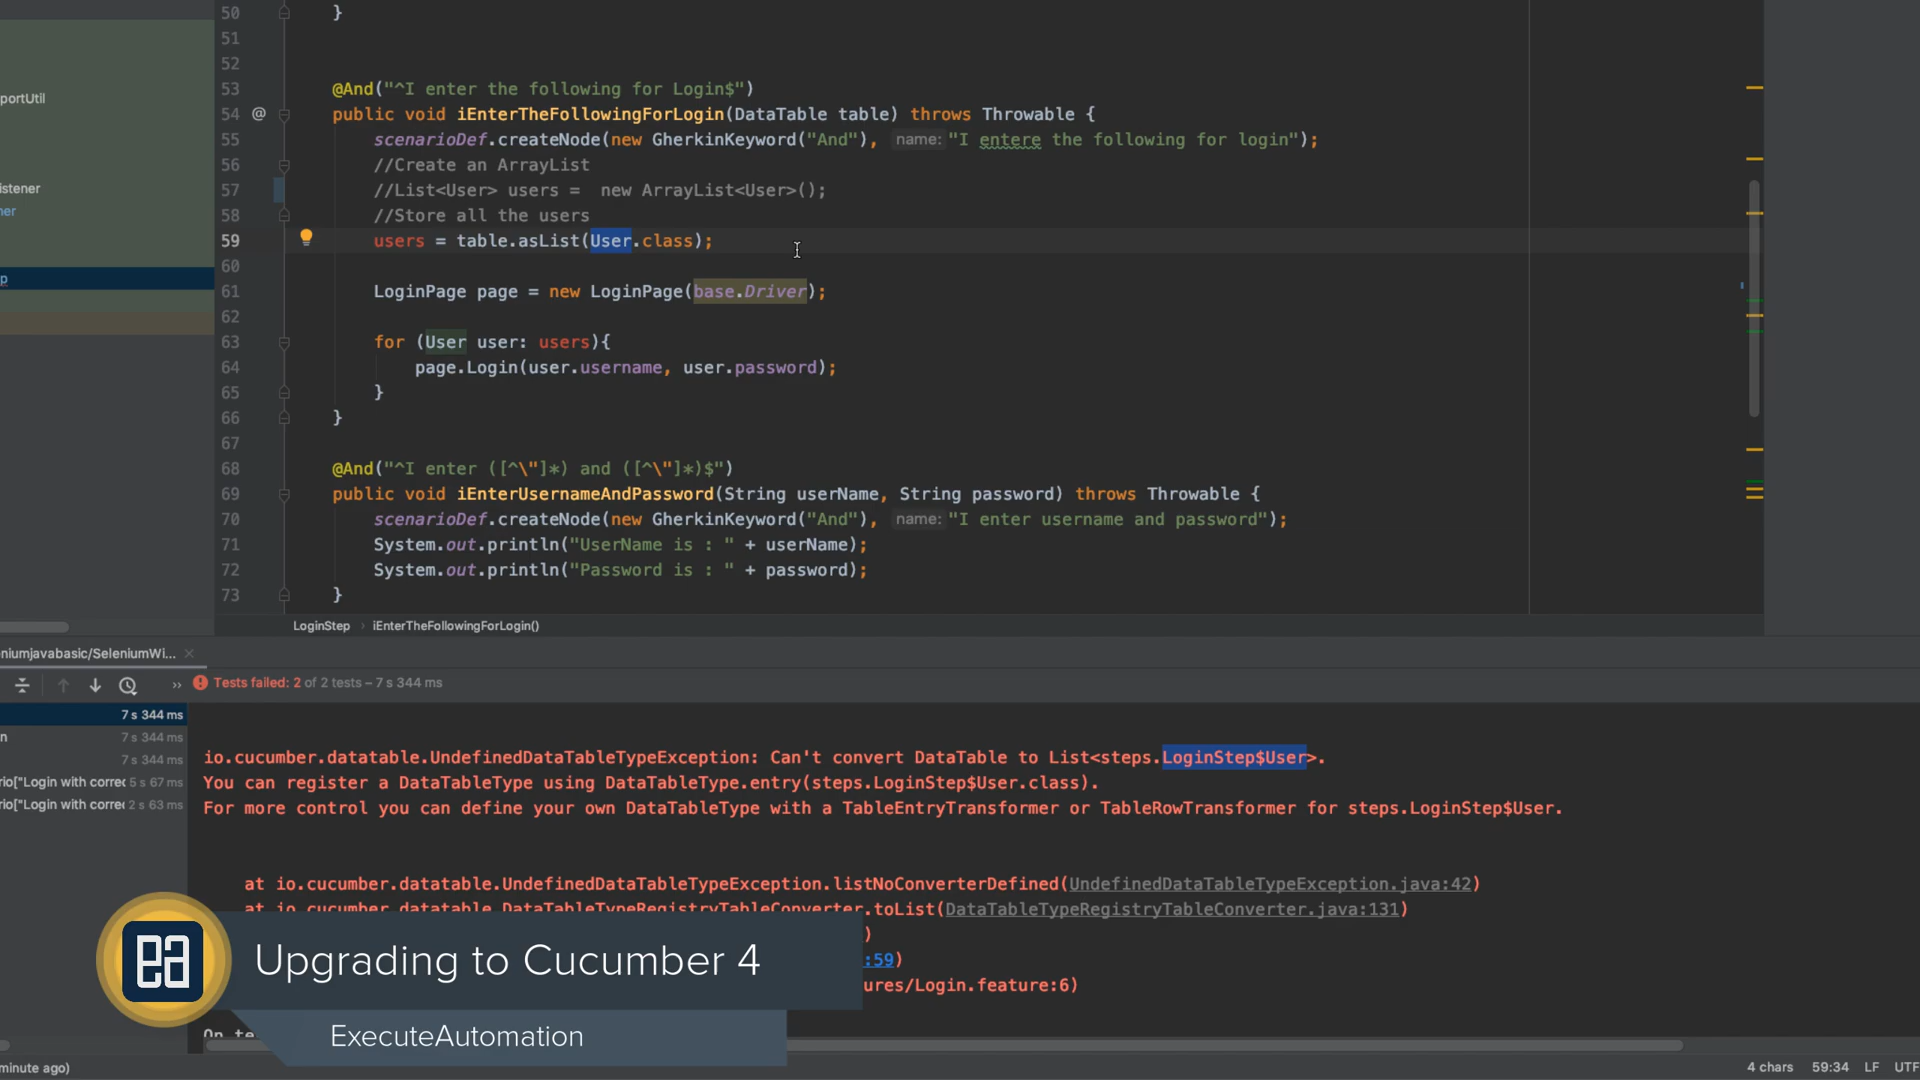 50 }
51
52
portUtil
istener
ner
p
53 @And("^I enter the following for Login$")
54 @ public void iEnterTheFollowingForLogin(DataTable table) throws Throwable {
55 scenarioDef.createNode(new GherkinKeyword("And"), name: "I entere the following for login");
56 //Create an ArrayList
57 //List<User> users =  new ArrayList<User>();
58 //Store all the users
59 users = table.asList(User.class);
60
61 LoginPage page = new LoginPage(base.Driver);
62
63 for (User user: users){
64 page.Login(user.username, user.password);
65 }
66 }
67
68 @And("^I enter ([^\"]*) and ([^\"]*)$")
69 public void iEnterUsernameAndPassword(String userName, String password) throws Throwable {
70 scenarioDef.createNode(new GherkinKeyword("And"), name: "I enter username and password");
71 System.out.println("UserName is : " + userName);
72 System.out.println("Password is : " + password);
73 }
LoginStep › iEnterTheFollowingForLogin()
niumjavabasic/SeleniumWi... ×
» Tests failed: 2 of 2 tests – 7 s 344 ms
7 s 344 ms
n 7 s 344 ms
7 s 344 ms
rio["Login with correc 5 s 67 ms
rio["Login with correc 2 s 63 ms
io.cucumber.datatable.UndefinedDataTableTypeException: Can't convert DataTable to List<steps.LoginStep$User>.
You can register a DataTableType using DataTableType.entry(steps.LoginStep$User.class).
For more control you can define your own DataTableType with a TableEntryTransformer or TableRowTransformer for steps.LoginStep$User.
at io.cucumber.datatable.UndefinedDataTableTypeException.listNoConverterDefined(UndefinedDataTableTypeException.java:42)
at io.cucumber.datatable.DataTableTypeRegistryTableConverter.toList(DataTableTypeRegistryTableConverter.java:131)
)
:59)
ures/Login.feature:6)
ea
Upgrading to Cucumber 4
ExecuteAutomation
minute ago)
4 chars 59:34 LF UTF